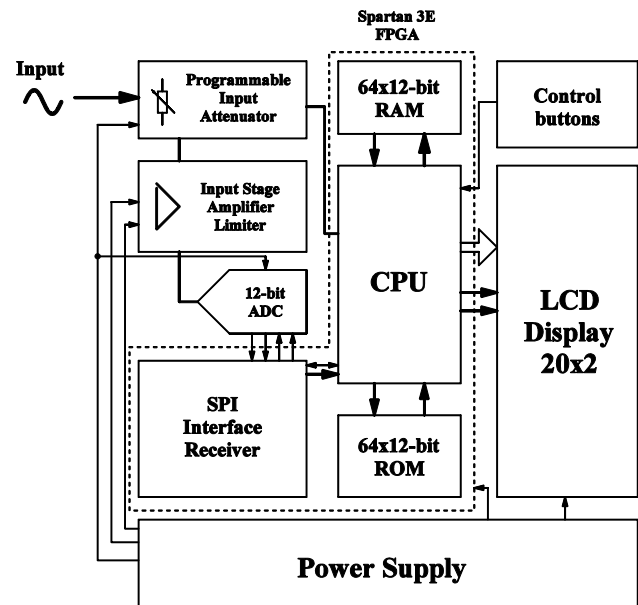 Spartan 3E
FPGA
Input
Programmable
Input
Attenuator
64x12-bit
RAM
Control
buttons
Input Stage
Amplifier
Limiter
CPU
12-bit
ADC
LCD
Display
20x2
SPI
Interface
Receiver
64x12-bit
ROM
Power Supply